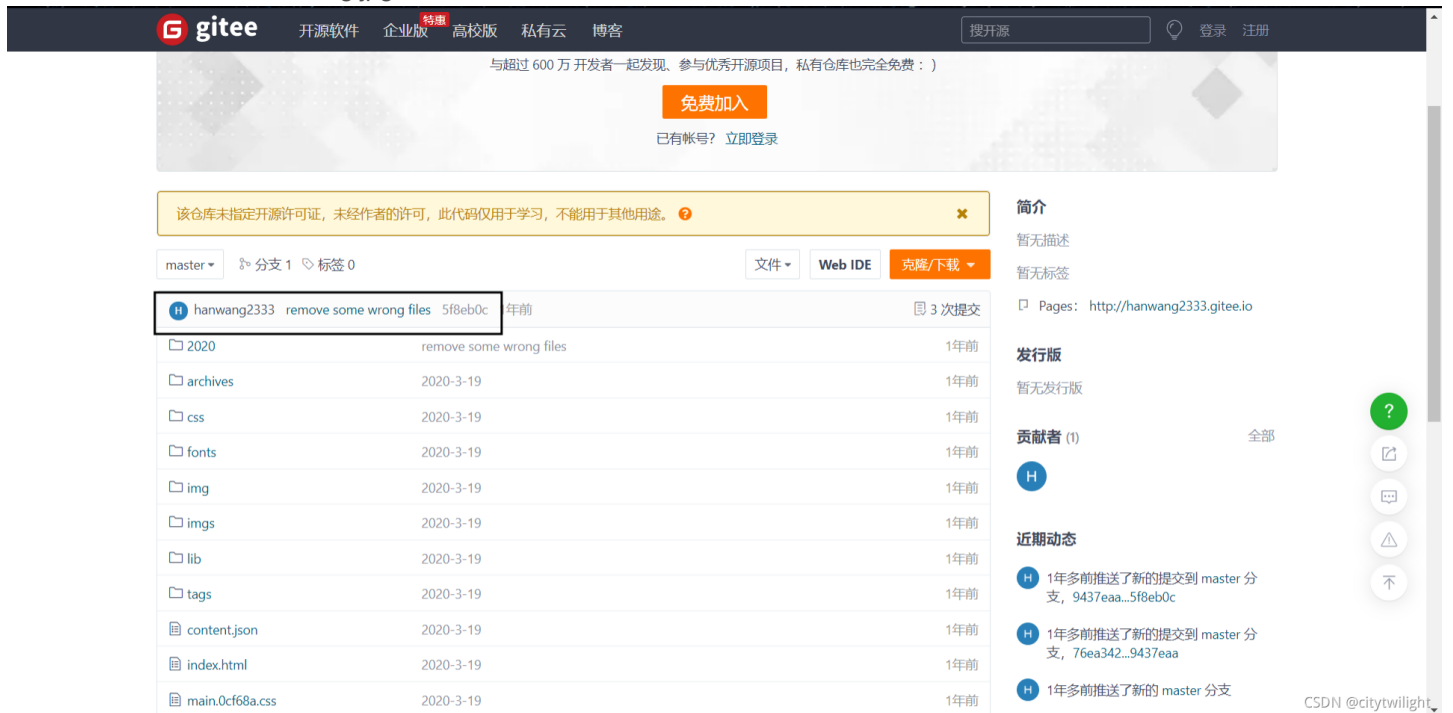 gitee 开源软件 企业版 特惠 高校版 私有云 博客 搜开源 登录 注册
与超过 600 万 开发者一起发现、参与优秀开源项目，私有仓库也完全免费 ：）
免费加入
已有帐号？ 立即登录
该仓库未指定开源许可证，未经作者的许可，此代码仅用于学习，不能用于其他用途。 ?
master 分支 1 标签 0 文件 Web IDE 克隆/下载
H hanwang2333 remove some wrong files 5f8eb0c 1年前 3 次提交
2020 remove some wrong files 1年前
archives 2020-3-19 1年前
css 2020-3-19 1年前
fonts 2020-3-19 1年前
img 2020-3-19 1年前
imgs 2020-3-19 1年前
lib 2020-3-19 1年前
tags 2020-3-19 1年前
content.json 2020-3-19 1年前
index.html 2020-3-19 1年前
main.0cf68a.css 2020-3-19 1年前
简介
暂无描述
暂无标签
Pages： http://hanwang2333.gitee.io
发行版
暂无发行版
贡献者 (1) 全部
H
近期动态
H 1年多前推送了新的提交到 master 分
支，9437eaa...5f8eb0c
H 1年多前推送了新的提交到 master 分
支，76ea342...9437eaa
H 1年多前推送了新的 master 分支
?
CSDN @citytwilight